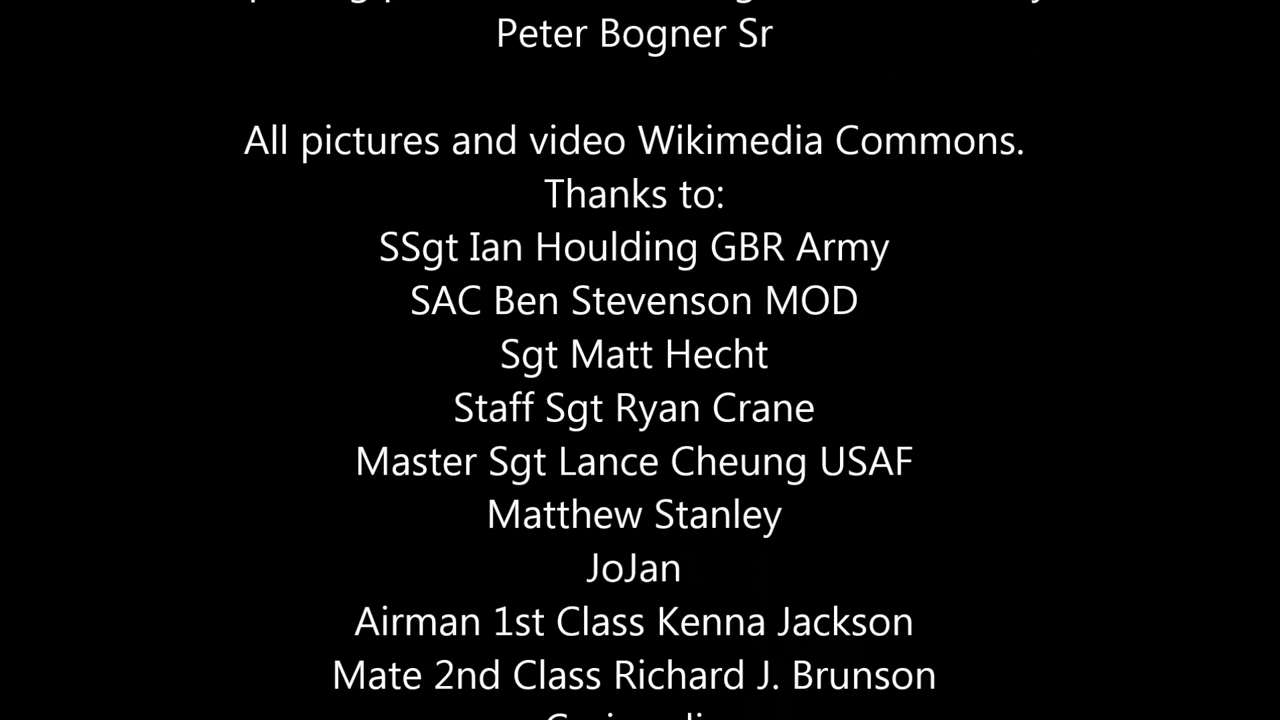 Peter Bogner Sr
All pictures and video Wikimedia Commons.
Thanks to:
SSgt Ian Houlding GBR Army
SAC Ben Stevenson MOD
Sgt Matt Hecht
Staff Sgt Ryan Crane
Master Sgt Lance Cheung USAF
Matthew Stanley
JoJan
Airman 1st Class Kenna Jackson
Mate 2nd Class Richard J. Brunson